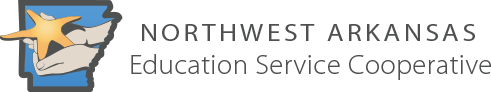 NORTHWEST ARKANSAS
Education Service Cooperative